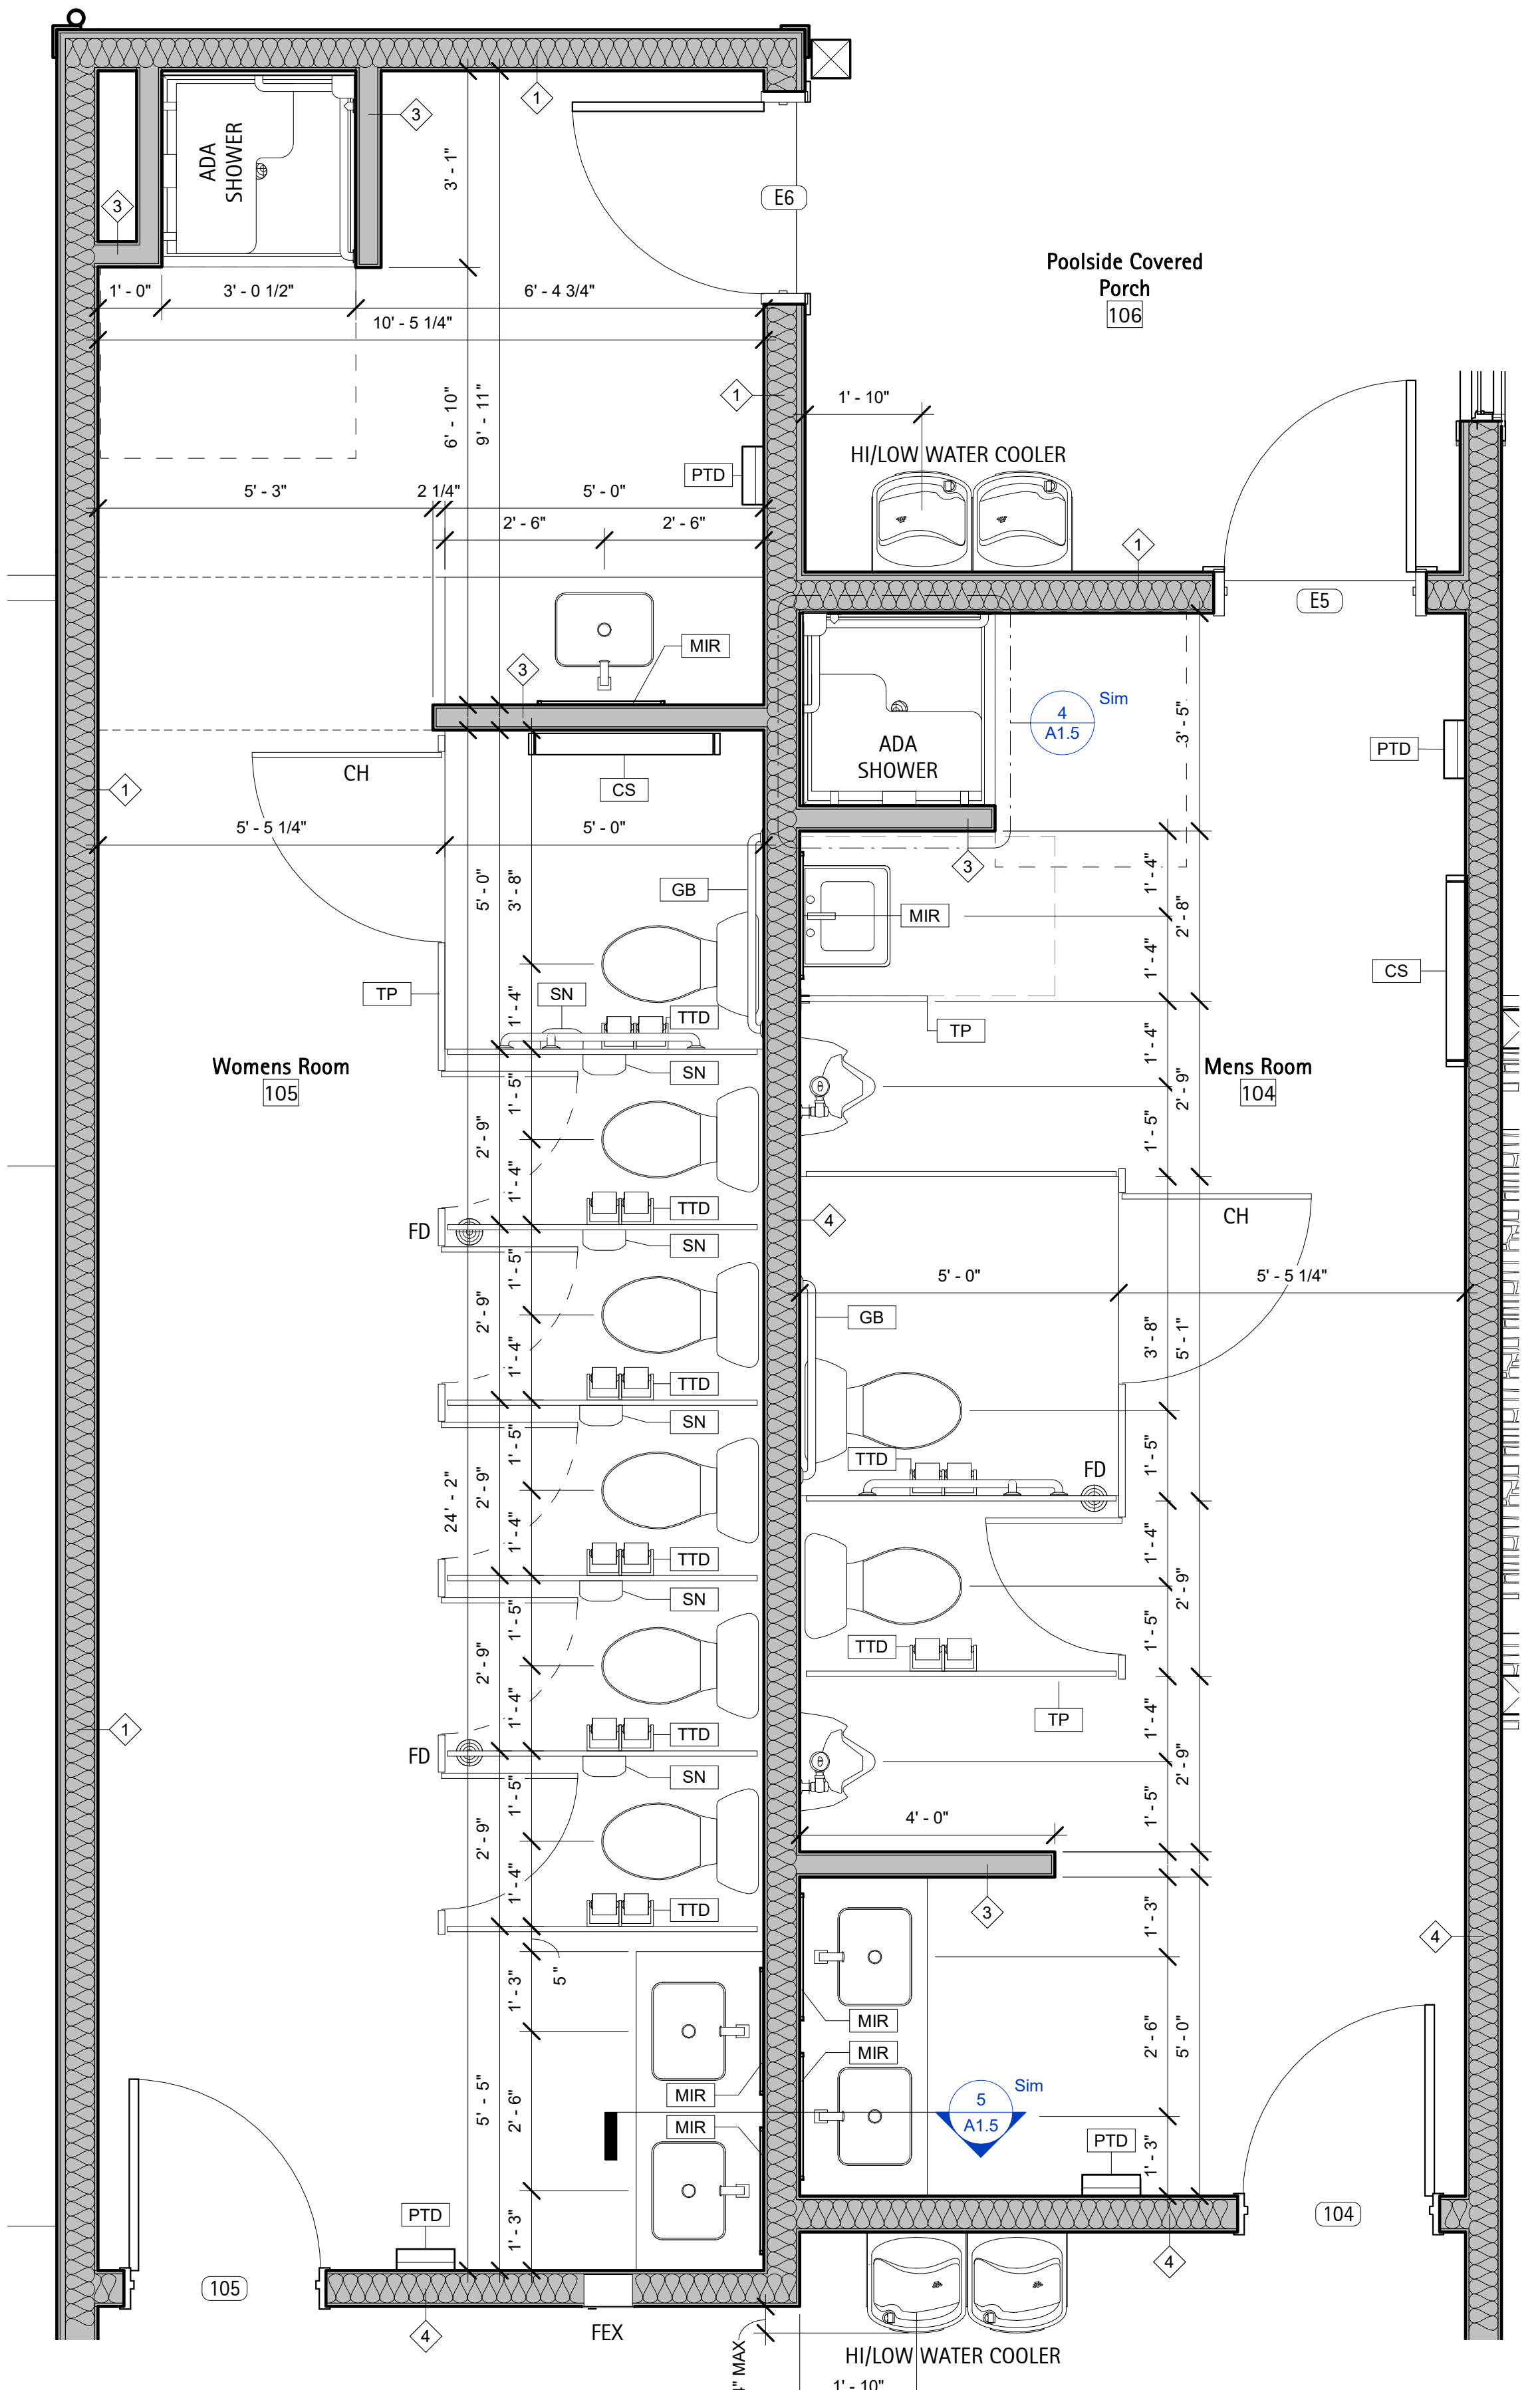 ADA
SHOWER
3
1
3
3' - 1"
E6
Poolside Covered
Porch
106
1' - 0"
3' - 0 1/2"
6' - 4 3/4"
10' - 5 1/4"
6' - 10"
9' - 11"
1
1' - 10"
HI/LOW WATER COOLER
PTD
5' - 3"
2 1/4"
5' - 0"
2' - 6"
2' - 6"
1
E5
MIR
3
4
A1.5
Sim
3' - 5"
PTD
ADA
SHOWER
CH
CS
1
5' - 5 1/4"
5' - 0"
3
5' - 0"
3' - 8"
GB
1' - 4"
2' - 8"
1' - 4"
MIR
CS
TP
SN
1' - 4"
TTD
TP
1' - 4"
Womens Room
105
SN
1' - 5"
2' - 9"
1' - 4"
TTD
2' - 9"
1' - 5"
Mens Room
104
FD
SN
4
CH
1' - 5"
2' - 9"
1' - 4"
TTD
5' - 0"
5' - 5 1/4"
GB
3' - 8"
5' - 1"
SN
1' - 5"
24' - 2"
2' - 9"
1' - 4"
TTD
TTD
FD
1' - 5"
SN
1' - 5"
2' - 9"
1' - 4"
TTD
1' - 4"
2' - 9"
1' - 5"
TTD
TP
1
FD
SN
1' - 5"
2' - 9"
1' - 4"
TTD
1' - 4"
2' - 9"
1' - 5"
4' - 0"
3
4
5"
1' - 3"
1' - 3"
MIR
MIR
2' - 6"
5' - 0"
5' - 5"
2' - 6"
MIR
MIR
5
A1.5
Sim
PTD
1' - 3"
PTD
1' - 3"
105
104
4
4
FEX
HI/LOW WATER COOLER
4" MAX
1' - 10"